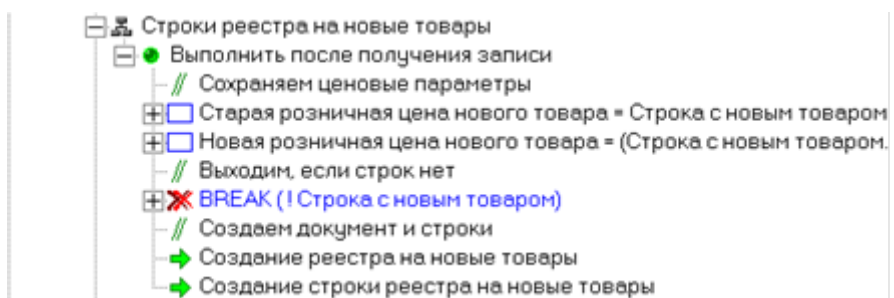 Строки реестра на новые товары
Выполнить после получения записи
// Сохраняем ценовые параметры
Старая розничная цена нового товара = Строка с новым товаром
Новая розничная цена нового товара = (Строка с новым товаром.
// Выходим, если строк нет
BREAK ( ! Строка с новым товаром)
// Создаем документ и строки
Создание реестра на новые товары
Создание строки реестра на новые товары